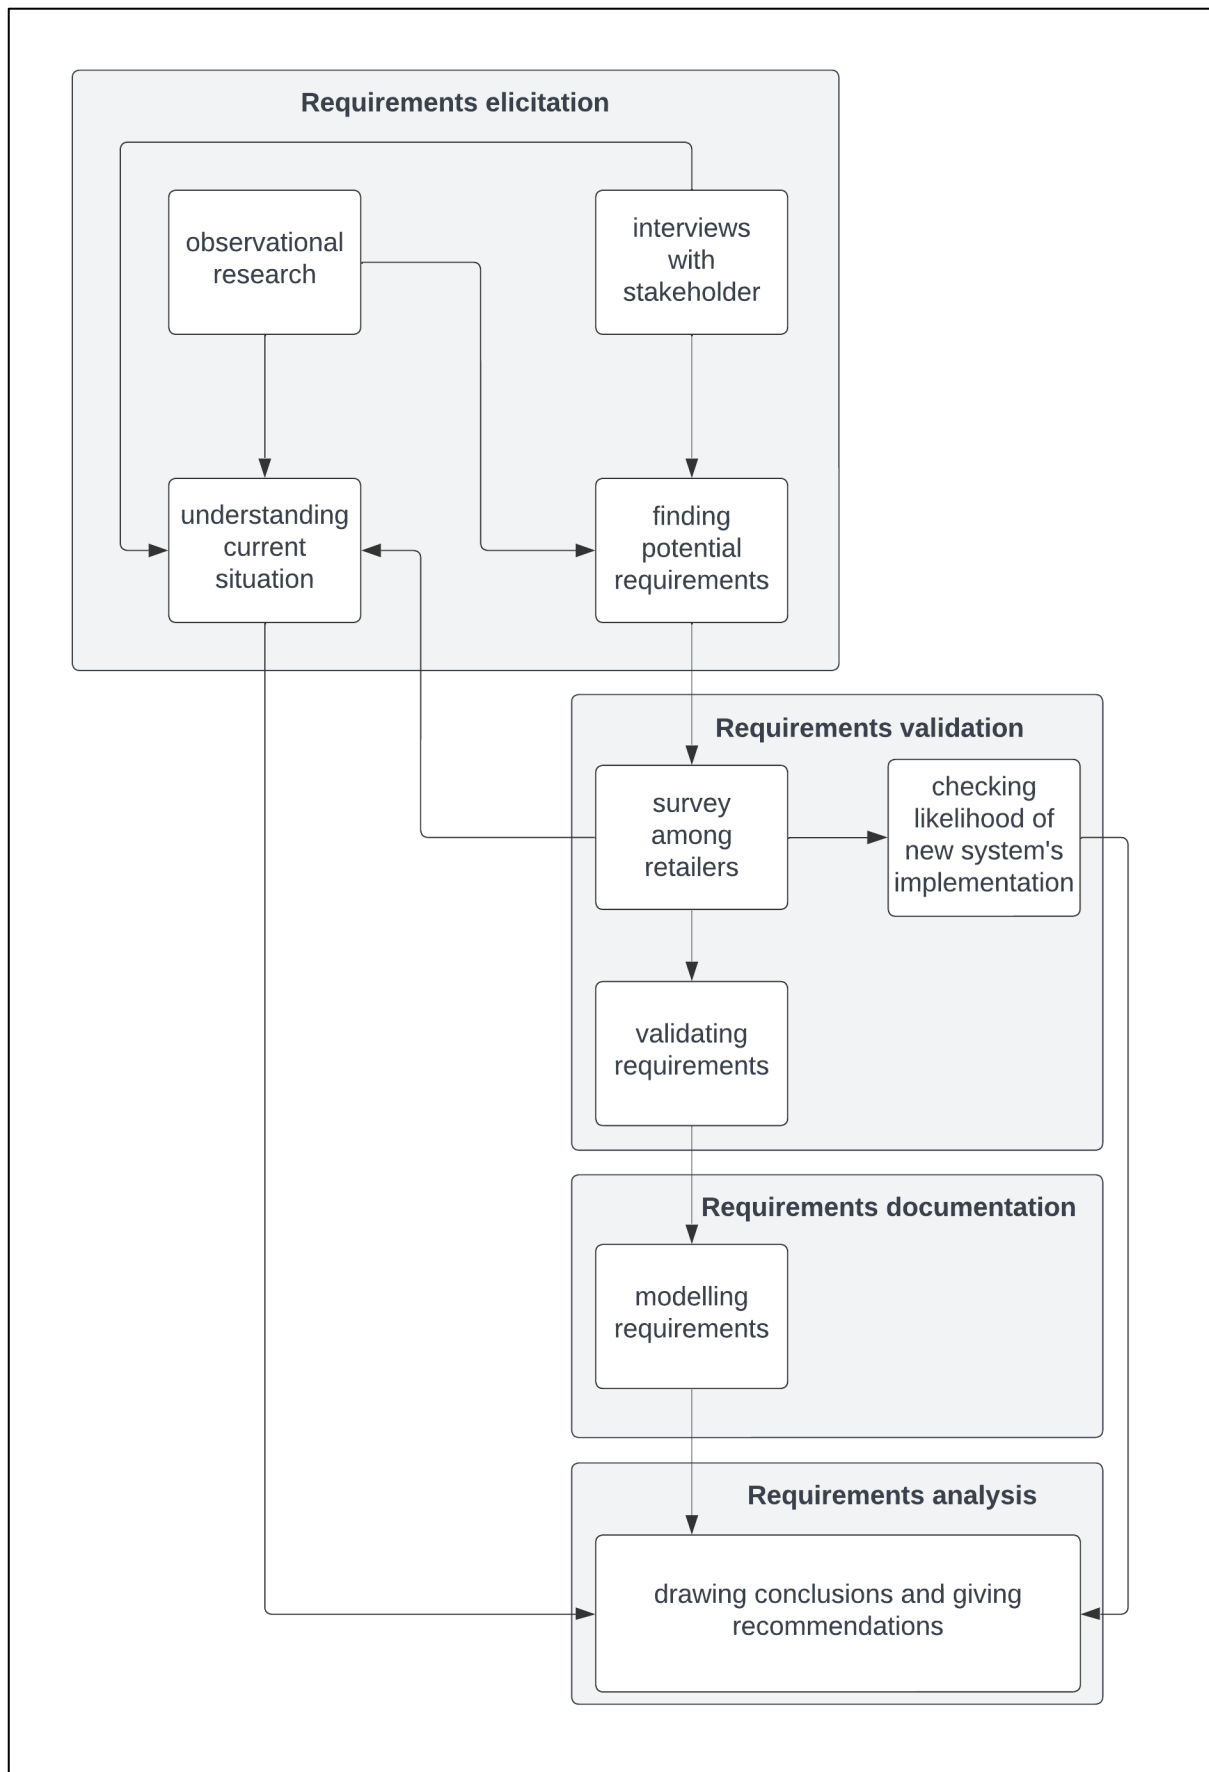 Requirements elicitation
observational
research
interviews
with
stakeholder
understanding
current
situation
finding
potential
requirements
Requirements validation
survey
among
retailers
checking
likelihood of
new system's
implementation
validating
requirements
Requirements documentation
modelling
requirements
Requirements analysis
drawing conclusions and giving
recommendations